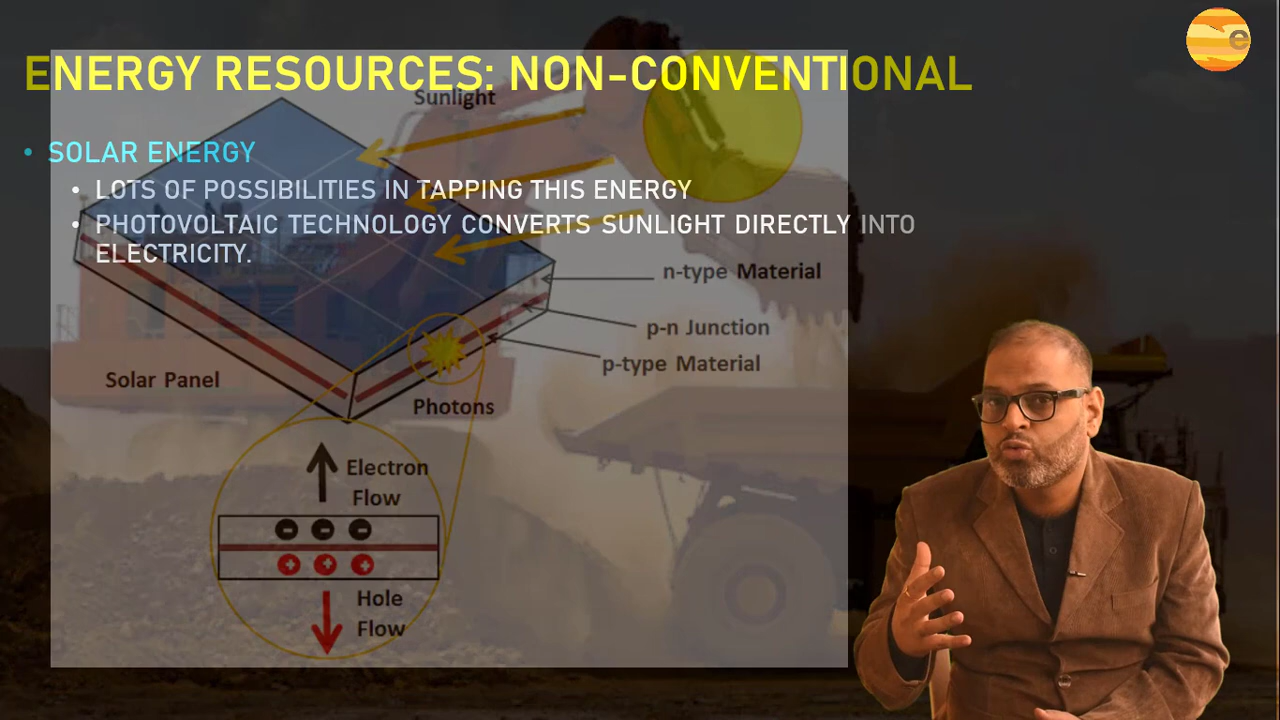 ENERGY RESOURCES: NON-CONVENTIONAL
e
Sunlight
• SOLAR ENERGY
• LOTS OF POSSIBILITIES IN TAPPING THIS ENERGY
• PHOTOVOLTAIC TECHNOLOGY CONVERTS SUNLIGHT DIRECTLY INTO
ELECTRICITY.
n-type Material
p-n Junction
p-type Material
Solar Panel
Photons
Electron
Flow
Hole
Flow